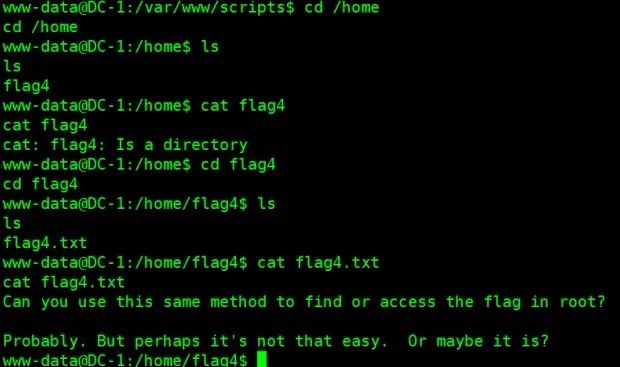 www-data@DC-1:/var/www/scripts$ cd /home
cd /home
www-data@DC-1:/home$ ls
ls
flag4
www-data@DC-1:/home$ cat flag4
cat flag4
cat: flag4: Is a directory
www-data@DC-1:/home$ cd flag4
cd flag4
www-data@DC-1:/home/flag4$ ls
ls
flag4.txt
www-data@DC-1:/home/flag4$ cat flag4.txt
cat flag4.txt
Can you use this same method to find or access the flag in root?
Probably. But perhaps it's not that easy.  Or maybe it is?
www-data@DC-1:/home/flag4$